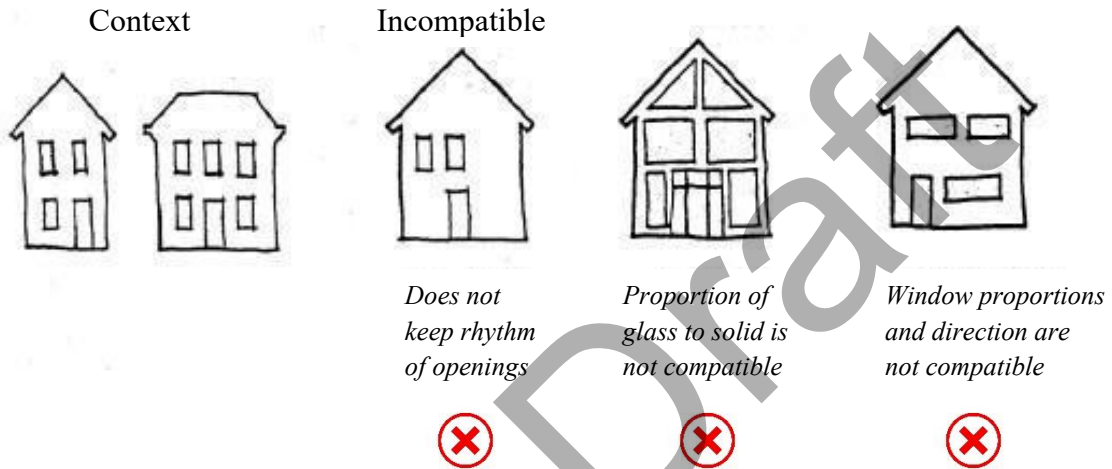 Context
Incompatible
Does not
keep rhythm
of openings
Proportion of
glass to solid is
not compatible
Window proportions
and direction are
not compatible
Draft